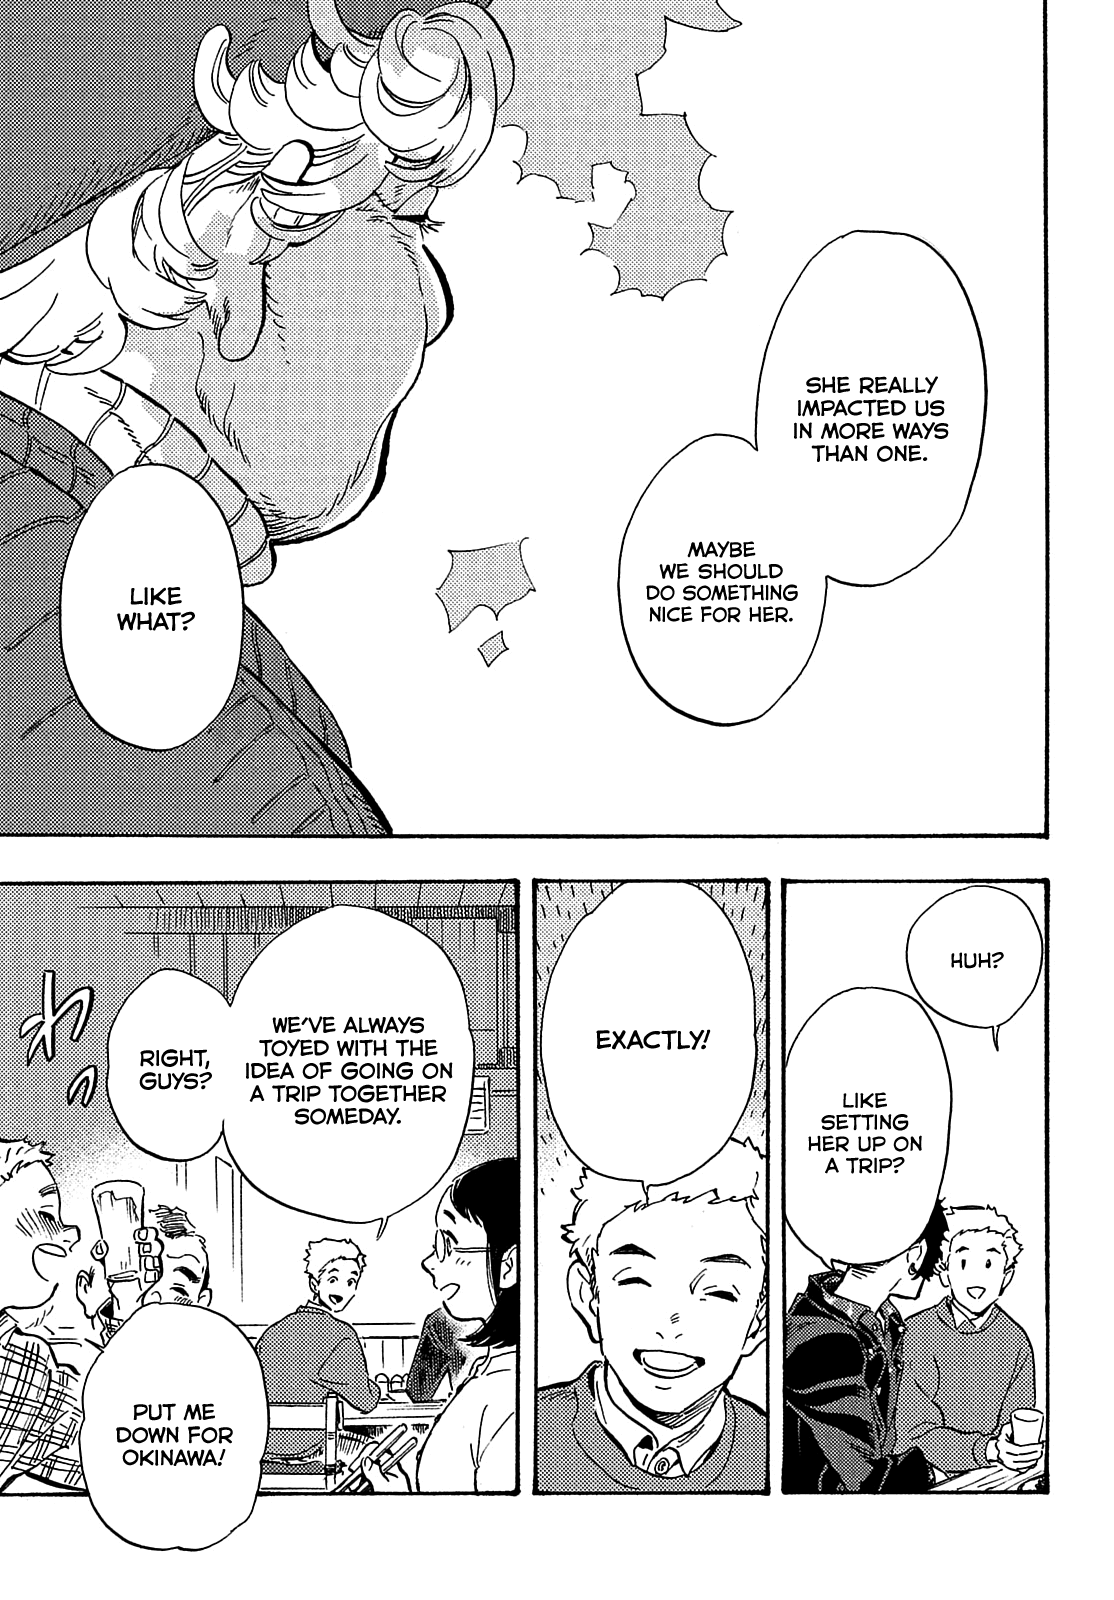 SHE REALLY
IMPACTED US
IN MORE WAYS
THAN ONE.
MAYBE
WE SHOULD
DO SOMETHING
NICE FOR HER.
LIKE
WHAT?
HUH?
LIKE
SETTING
HER UP ON
A TRIP?
EXACTLY!
WE'VE ALWAYS
TOYED WITH THE
IDEA OF GOING ON
A TRIP TOGETHER
SOMEDAY.
RIGHT,
GUYS?
わっ
PUT ME
DOWN FOR
OKINAWA!